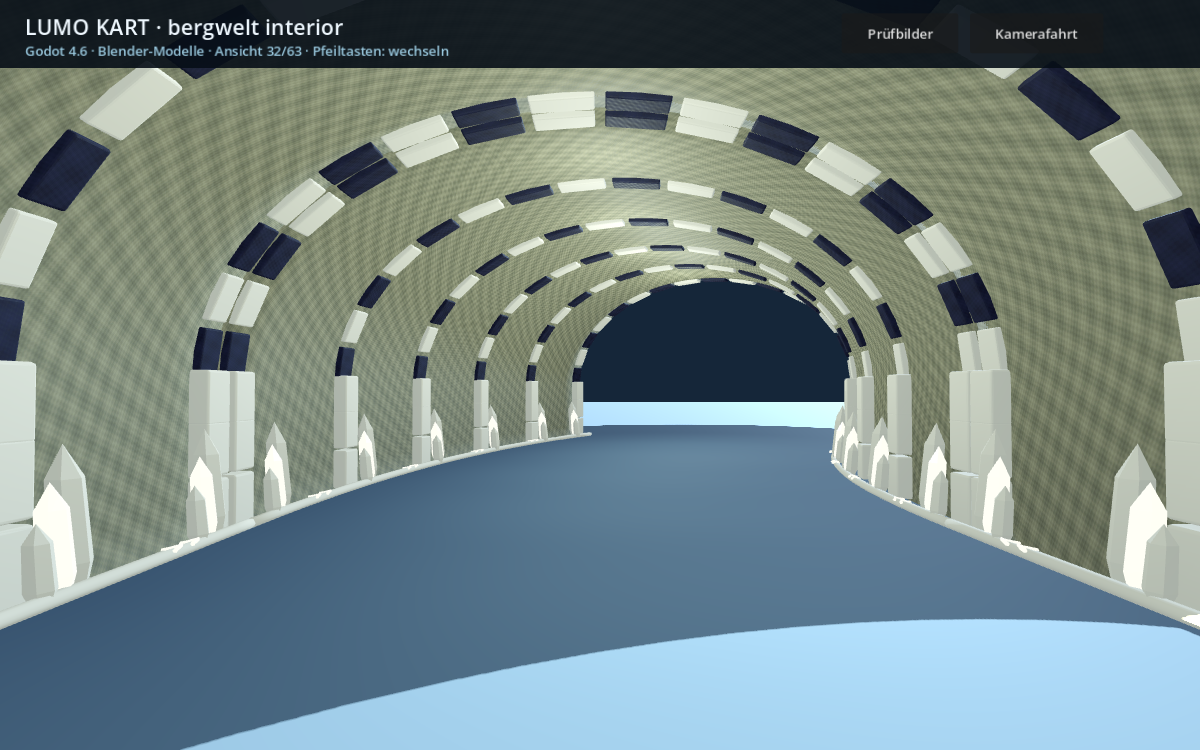 LUMO KART · bergwelt interior
Godot 4.6 · Blender-Modelle · Ansicht 32/63 · Pfeiltasten: wechseln
Prüfbilder
Kamerafahrt